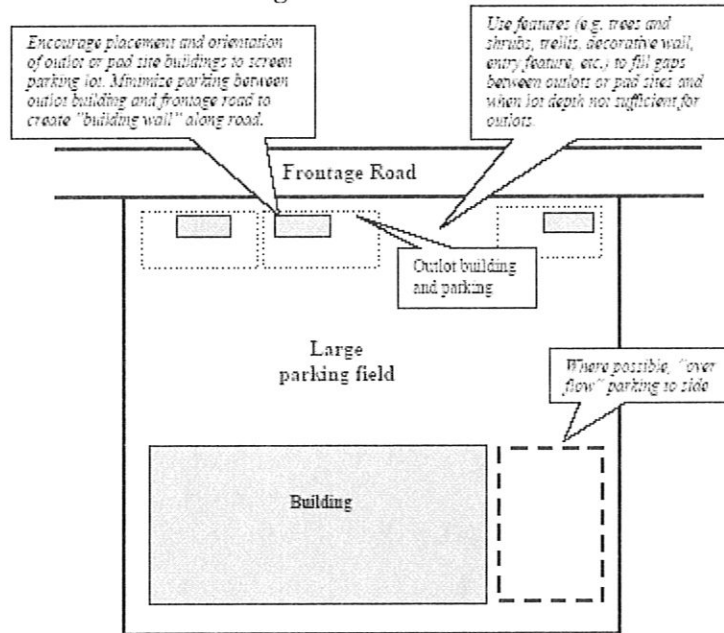 Encourage placement and orientation
of outlot or pad site buildings to screen
parking lot. Minimize parking between
outlot building and frontage road to
create "building wall" along road.
Use features (e.g. trees and
shrubs, trellis, decorative wall,
entry feature, etc.) to fill gaps
between outlots or pad sites and
when lot depth not sufficient for
outlots.
Frontage Road
Outlot building
and parking
Large
parking field
Where possible, "over
flow" parking to side
Building